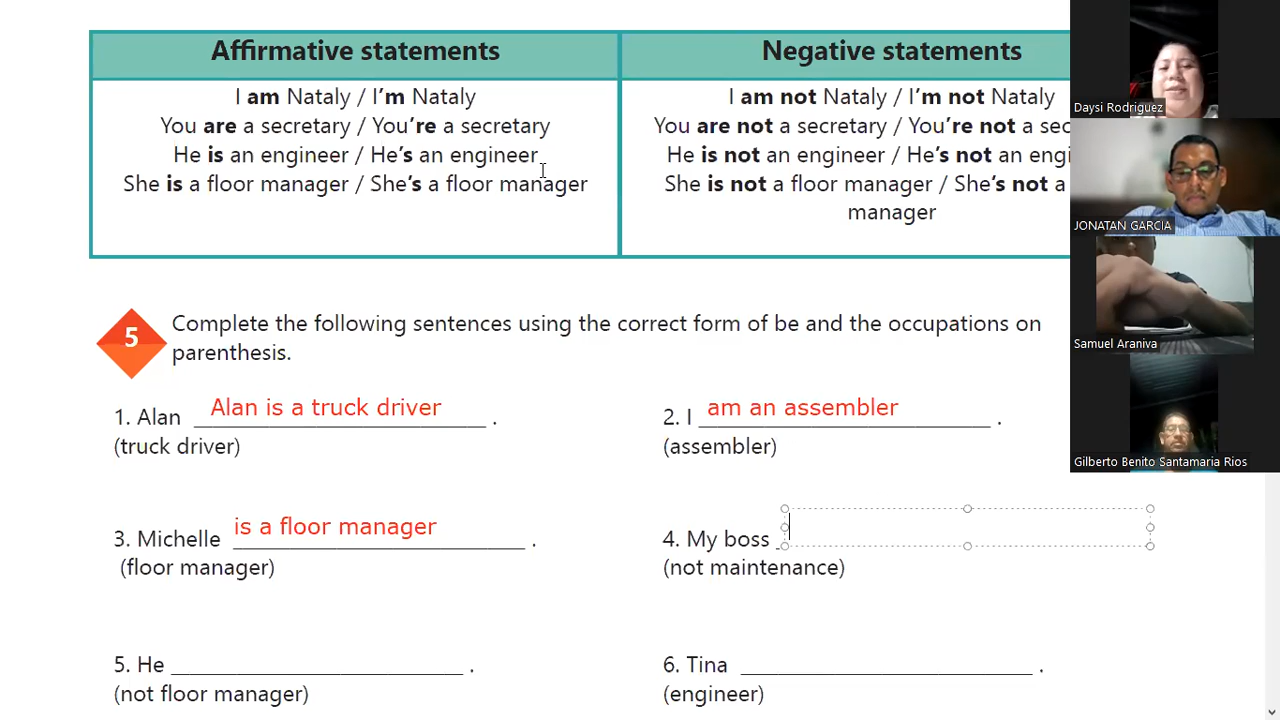 Affirmative statements
I am Nataly / I'm Nataly
You are a secretary / You're a secretary
He is an engineer / He's an engineer
She is a floor manager / She's a floor manager
Negative statements
I am not Nataly / I'm not Nataly
You are not a secretary / You're not a sec
He is not an engineer / He's not an engi
She is not a floor manager / She's not a
manager
5
Complete the following sentences using the correct form of be and the occupations on
parenthesis.
1. Alan Alan is a truck driver .
(truck driver)
2. I am an assembler .
(assembler)
3. Michelle is a floor manager .
(floor manager)
4. My boss
(not maintenance)
5. He ________ .
(not floor manager)
6. Tina ________ .
(engineer)
Daysi Rodriguez
JONATAN GARCIA
Samuel Araniva
Gilberto Benito Santamaria Rios